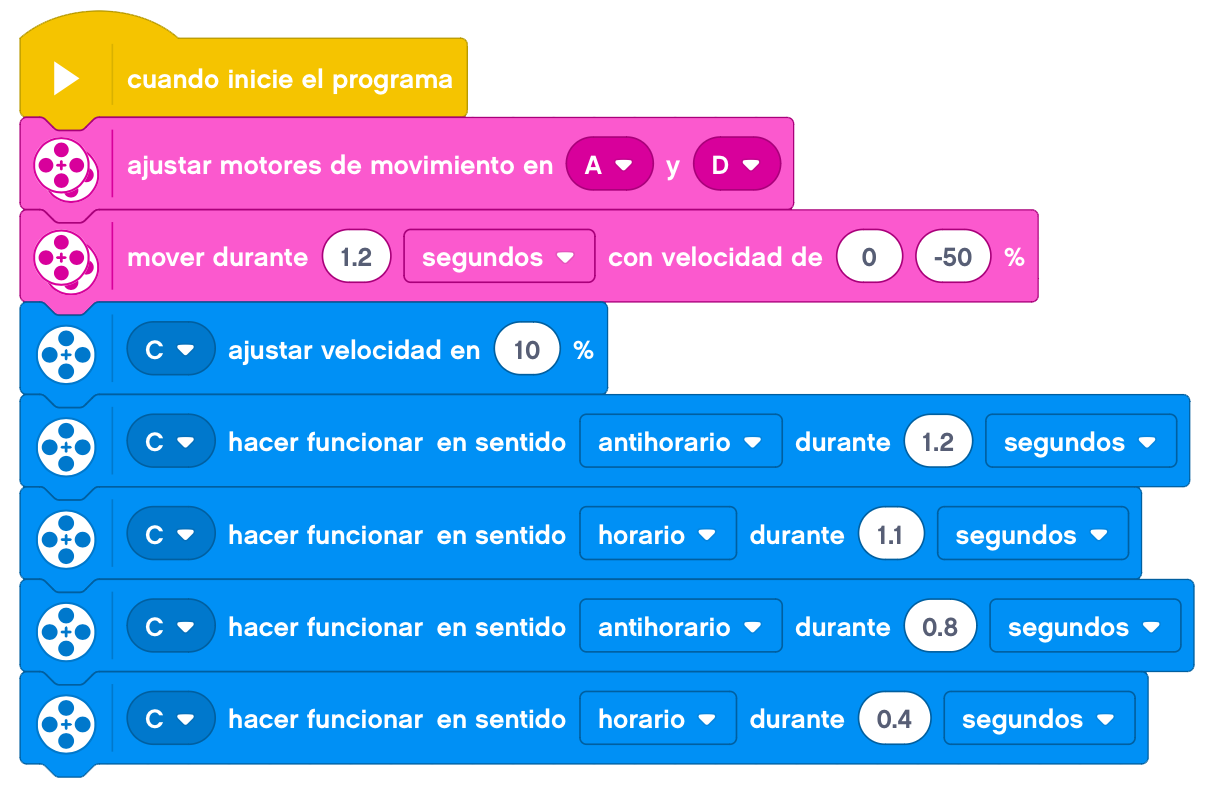 cuando inicie el programa
ajustar motores de movimiento en A y D
mover durante 1.2 segundos con velocidad de 0 -50 %
C ajustar velocidad en 10 %
C hacer funcionar en sentido antihorario durante 1.2 segundos
C hacer funcionar en sentido horario durante 1.1 segundos
C hacer funcionar en sentido antihorario durante 0.8 segundos
C hacer funcionar en sentido horario durante 0.4 segundos